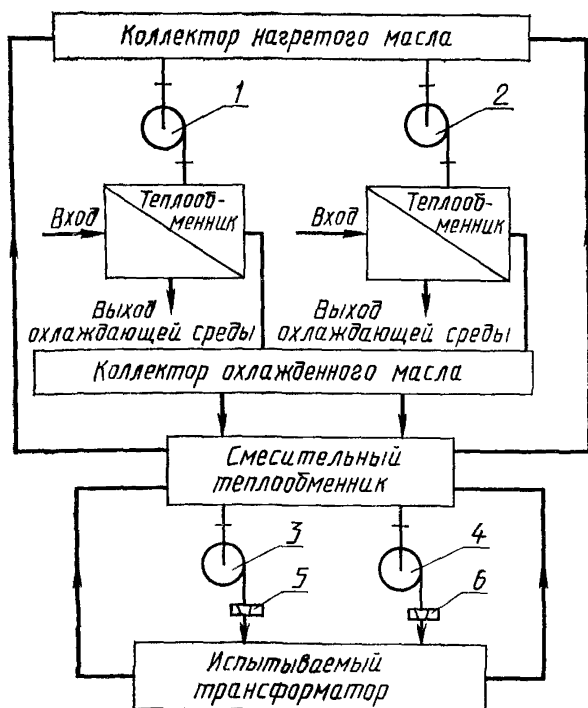 Коллектор нагретого масла
1
2
Теплооб-
менник
Вход
Теплооб-
менник
Вход
Выход
охлаждающей среды
Выход
охлаждающей среды
Коллектор охлажденного масла
Смесительный
теплообменник
3
4
5
6
Испытываемый
трансформатор